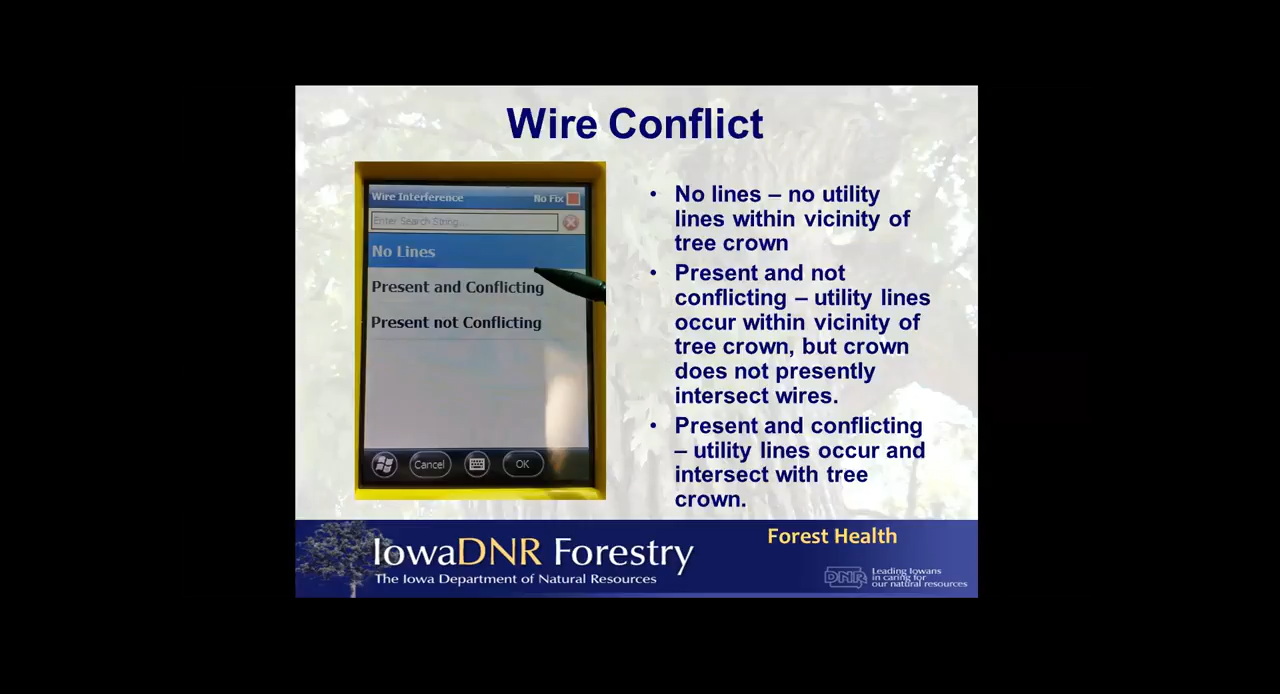 Wire Conflict
Wire Interference
No Fix
Enter Search String...
No Lines
Present and Conflicting
Present not Conflicting
Cancel
OK
• No lines – no utility
lines within vicinity of
tree crown
• Present and not
conflicting – utility lines
occur within vicinity of
tree crown, but crown
does not presently
intersect wires.
• Present and conflicting
– utility lines occur and
intersect with tree
crown.
IowaDNR Forestry
The Iowa Department of Natural Resources
Forest Health
DNR
Leading Iowans
in caring for
our natural resources